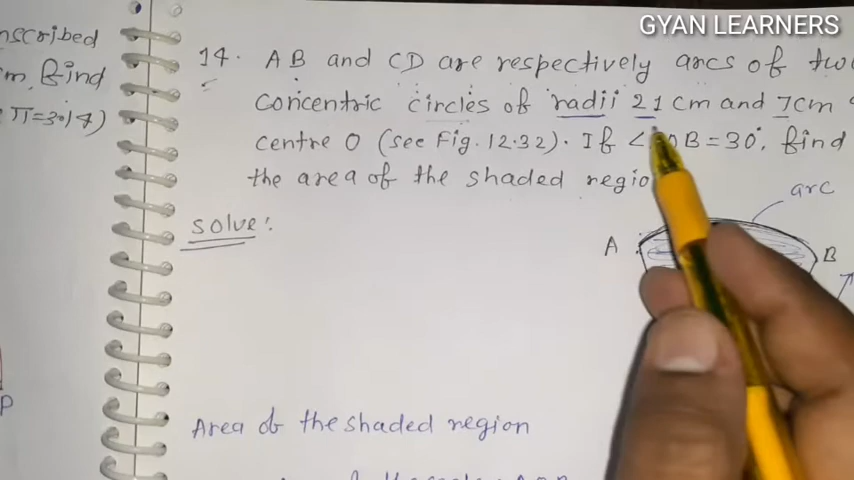 GYAN LEARNERS
nscribed
m. find
π=3.14)
14. AB and CD are respectively arcs of two
concentric circles of radii 21 cm and 7cm
centre O (see Fig. 12.32). If <AOB = 30°, find
the area of the shaded regio
solve:
arc
A
B
Area of the shaded region
P